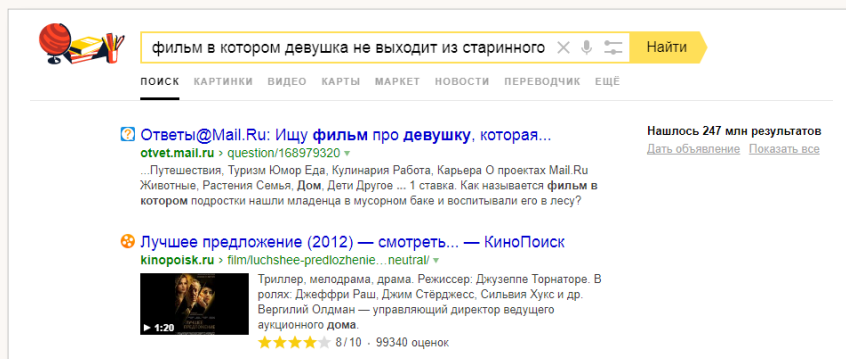 фильм в котором девушка не выходит из старинного
Найти
ПОИСК КАРТИНКИ ВИДЕО КАРТЫ МАРКЕТ НОВОСТИ ПЕРЕВОДЧИК ЕЩЁ
Ответы@Mail.Ru: Ищу фильм про девушку, которая...
otvet.mail.ru › question/168979320
...Путешествия, Туризм Юмор Еда, Кулинария Работа, Карьера О проектах Mail.Ru
Животные, Растения Семья, Дом, Дети Другое ... 1 ставка. Как называется фильм в
котором подростки нашли младенца в мусорном баке и воспитывали его в лесу?
Нашлось 247 млн результатов
Дать объявление Показать все
Лучшее предложение (2012) — смотреть... — КиноПоиск
kinopoisk.ru › film/luchshee-predlozhenie...neutral/
1:20
Триллер, мелодрама, драма. Режиссер: Джузеппе Торнаторе. В
ролях: Джеффри Раш, Джим Стёрджесс, Сильвия Хукс и др.
Вергилий Олдман — управляющий директор ведущего
аукционного дома.
8/10 · 99340 оценок